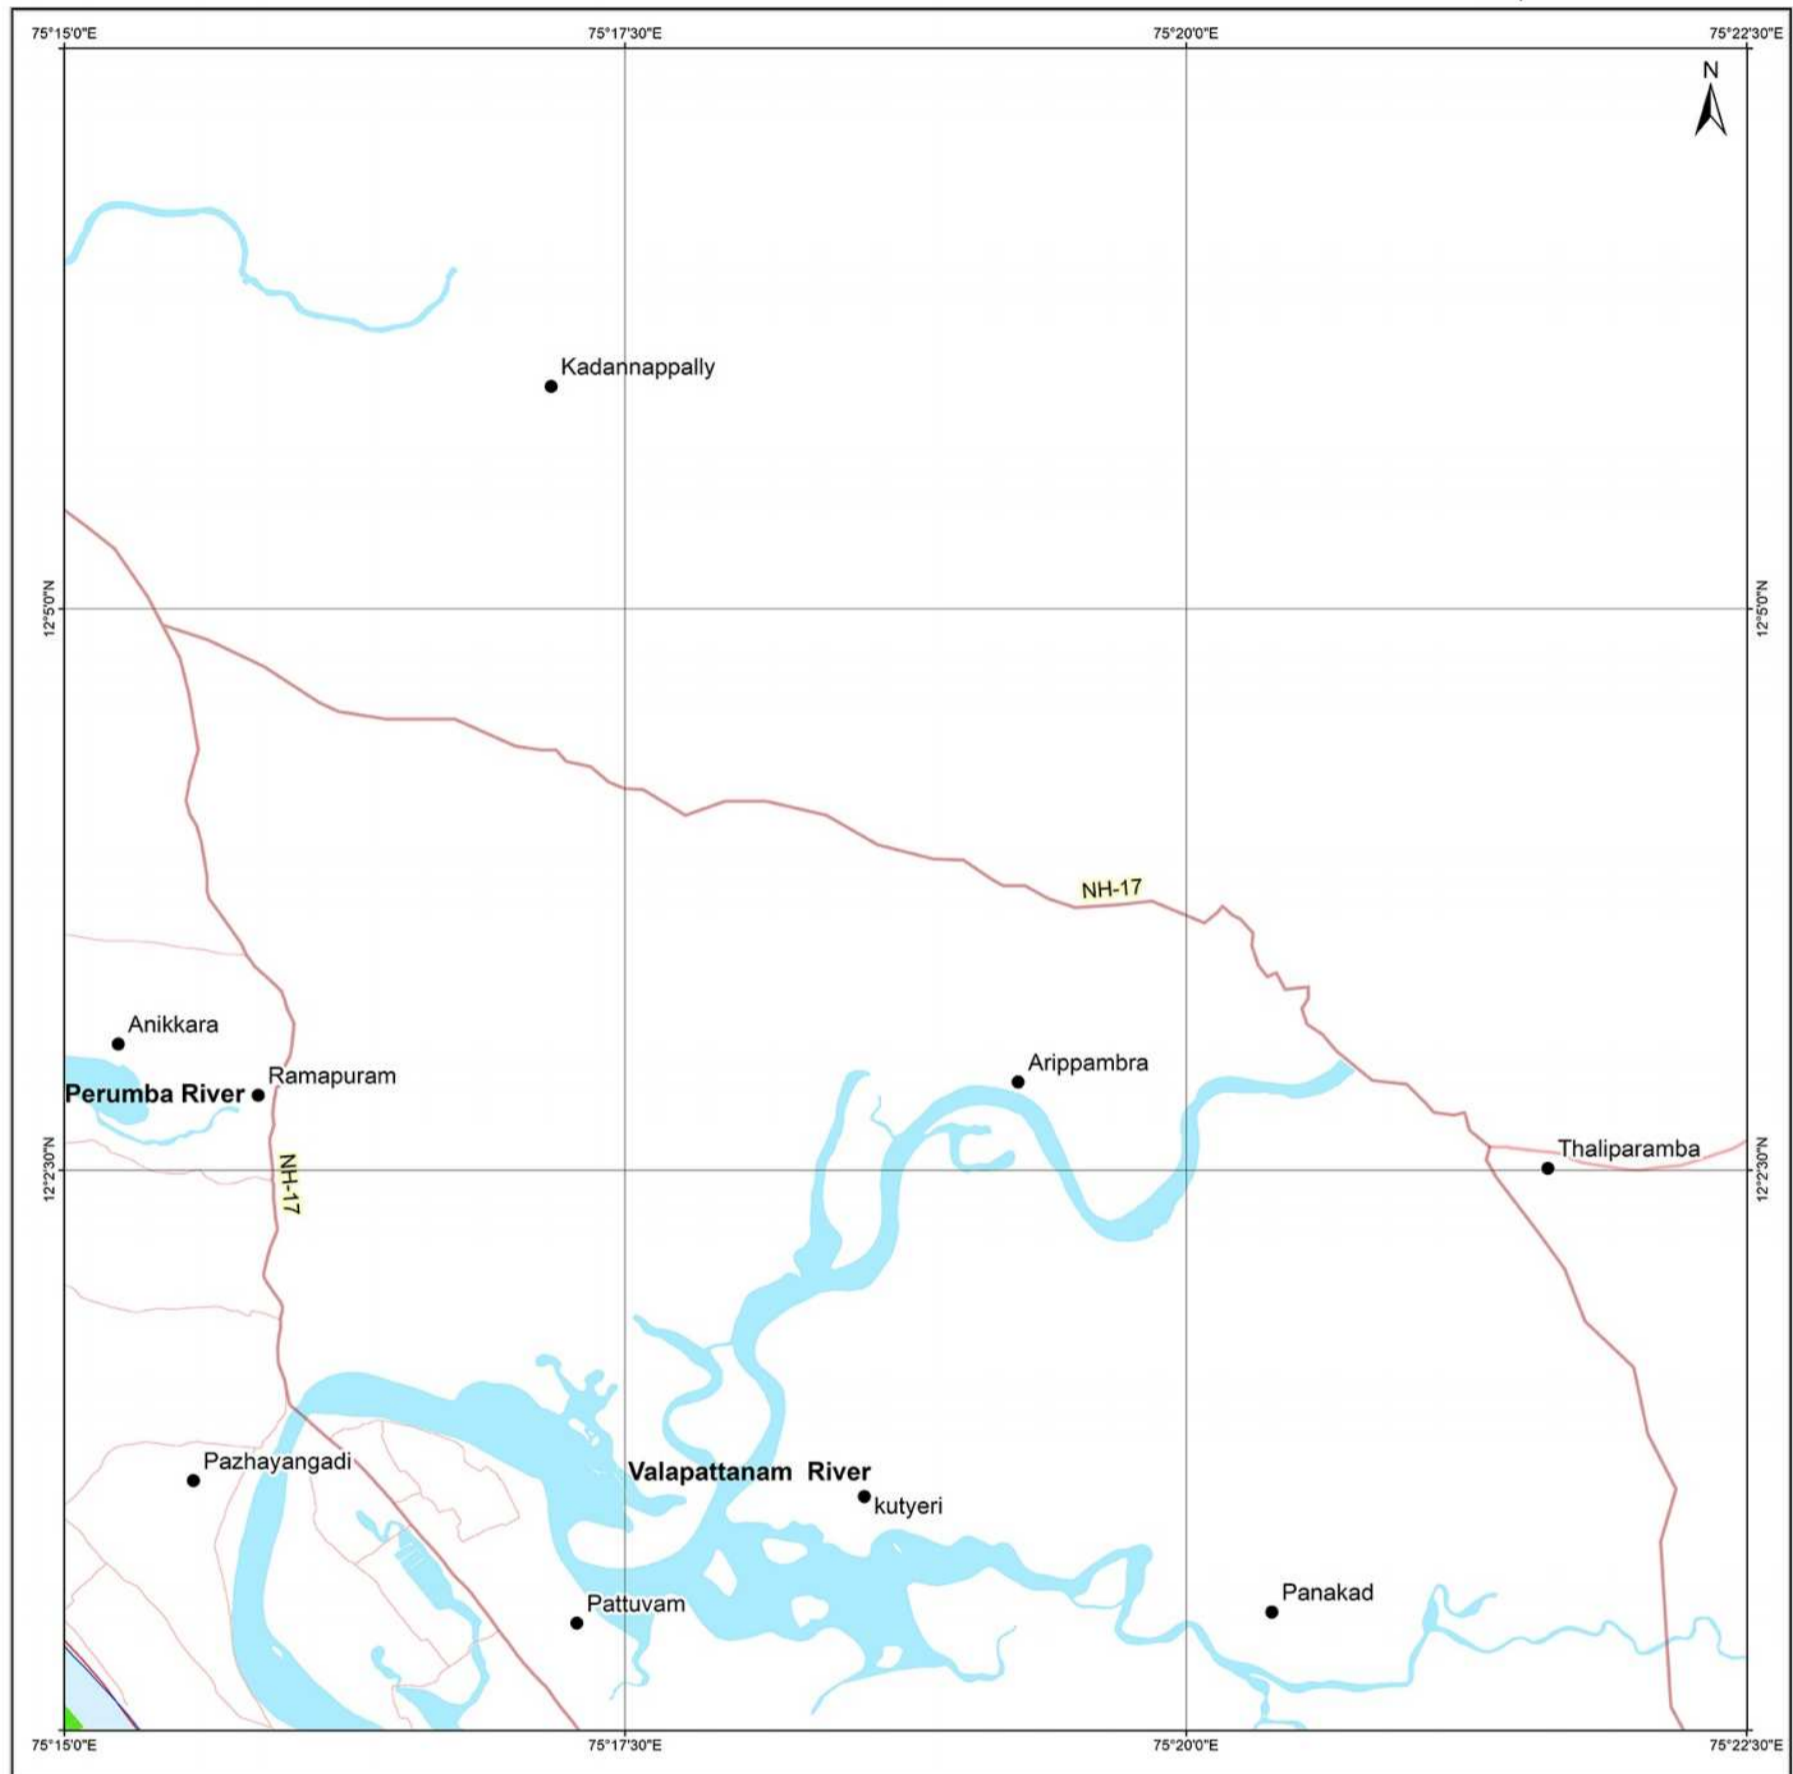 75°15'0"E
75°17'30"E
75°20'0"E
75°22'30"E
N
Kadannappally
12°5'0"N
12°5'0"N
NH-17
Anikkara
Ramapuram
Perumba River
Arippambra
Thaliparamba
12°2'30"N
12°2'30"N
NH-17
Pazhayangadi
Valapattanam River
kutyeri
Panakad
Pattuvam
75°15'0"E
75°17'30"E
75°20'0"E
75°22'30"E